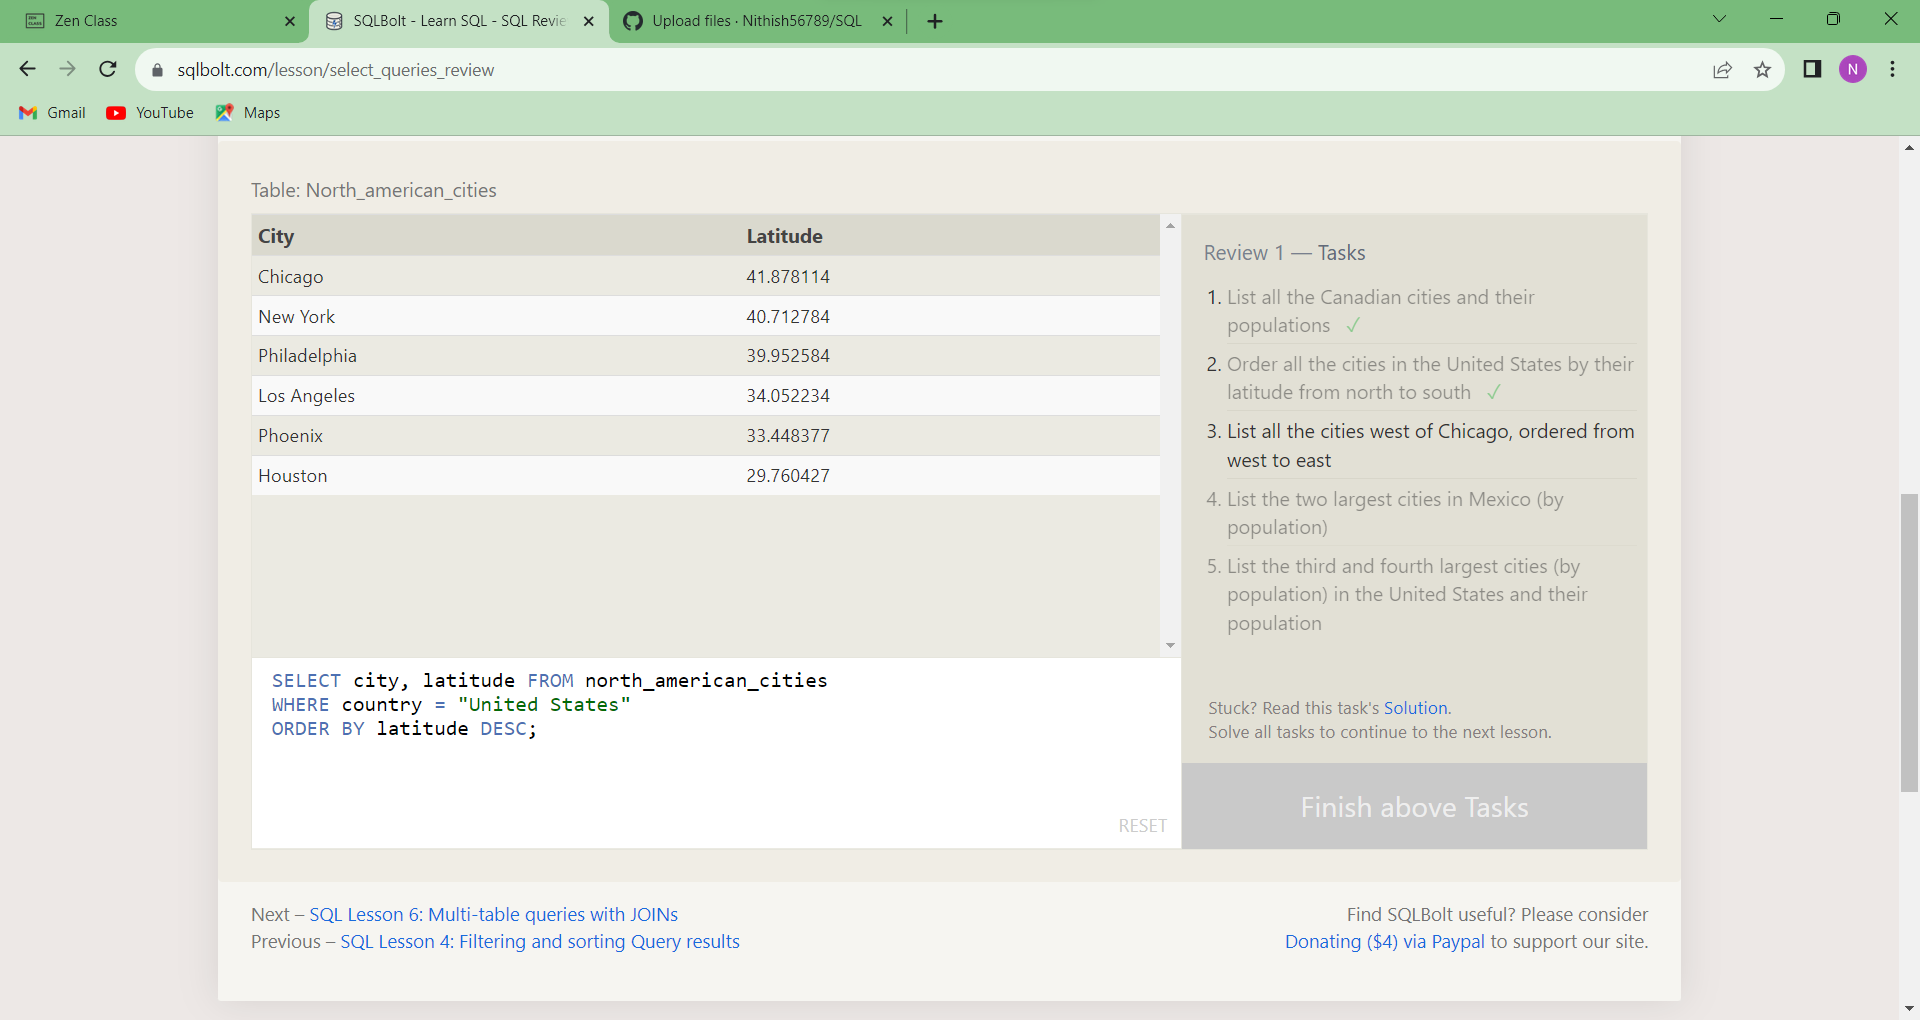 Zen Class
SQLBolt - Learn SQL - SQL Revie
Upload files · Nithish56789/SQL
sqlbolt.com/lesson/select_queries_review
N
Gmail
YouTube
Maps
Table: North_american_cities
City Latitude
Chicago 41.878114
New York 40.712784
Philadelphia 39.952584
Los Angeles 34.052234
Phoenix 33.448377
Houston 29.760427
SELECT city, latitude FROM north_american_cities
WHERE country = "United States"
ORDER BY latitude DESC;
RESET
Review 1 — Tasks
1. List all the Canadian cities and their
populations ✓
2. Order all the cities in the United States by their
latitude from north to south ✓
3. List all the cities west of Chicago, ordered from
west to east
4. List the two largest cities in Mexico (by
population)
5. List the third and fourth largest cities (by
population) in the United States and their
population
Stuck? Read this task's Solution.
Solve all tasks to continue to the next lesson.
Finish above Tasks
Next – SQL Lesson 6: Multi-table queries with JOINs
Previous – SQL Lesson 4: Filtering and sorting Query results
Find SQLBolt useful? Please consider
Donating ($4) via Paypal to support our site.